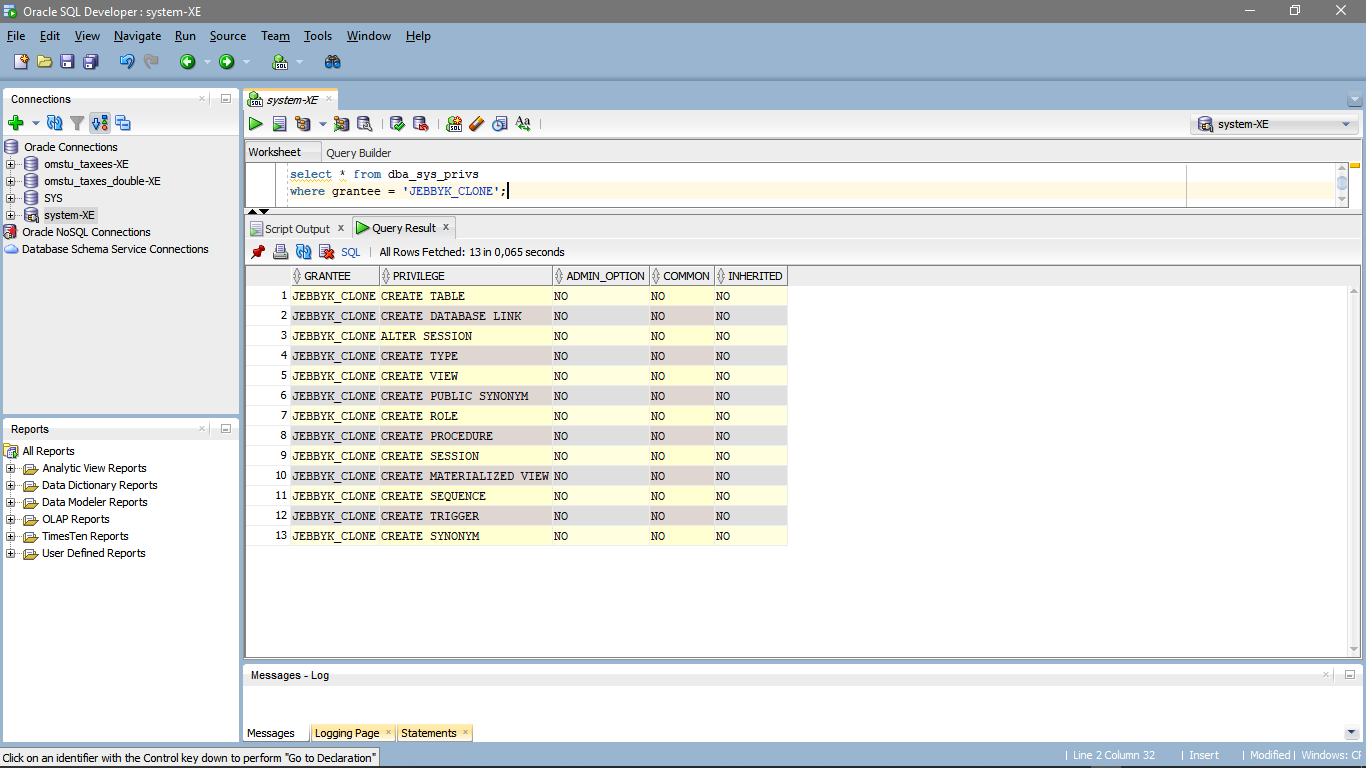 Oracle SQL Developer : system-XE
File Edit View Navigate Run Source Team Tools Window Help
Connections
Oracle Connections
omstu_taxees-XE
omstu_taxes_double-XE
SYS
system-XE
Oracle NoSQL Connections
Database Schema Service Connections
Reports
All Reports
Analytic View Reports
Data Dictionary Reports
Data Modeler Reports
OLAP Reports
TimesTen Reports
User Defined Reports
system-XE
system-XE
Worksheet Query Builder
select * from dba_sys_privs
where grantee = 'JEBBYK_CLONE';
Script Output x Query Result x
SQL | All Rows Fetched: 13 in 0,065 seconds
GRANTEE PRIVILEGE ADMIN_OPTION COMMON INHERITED
1 JEBBYK_CLONE CREATE TABLE NO NO NO
2 JEBBYK_CLONE CREATE DATABASE LINK NO NO NO
3 JEBBYK_CLONE ALTER SESSION NO NO NO
4 JEBBYK_CLONE CREATE TYPE NO NO NO
5 JEBBYK_CLONE CREATE VIEW NO NO NO
6 JEBBYK_CLONE CREATE PUBLIC SYNONYM NO NO NO
7 JEBBYK_CLONE CREATE ROLE NO NO NO
8 JEBBYK_CLONE CREATE PROCEDURE NO NO NO
9 JEBBYK_CLONE CREATE SESSION NO NO NO
10 JEBBYK_CLONE CREATE MATERIALIZED VIEW NO NO NO
11 JEBBYK_CLONE CREATE SEQUENCE NO NO NO
12 JEBBYK_CLONE CREATE TRIGGER NO NO NO
13 JEBBYK_CLONE CREATE SYNONYM NO NO NO
Messages - Log
Messages Logging Page Statements
Click on an identifier with the Control key down to perform "Go to Declaration"
| Line 2 Column 32 | Insert | Modified | Windows: CF